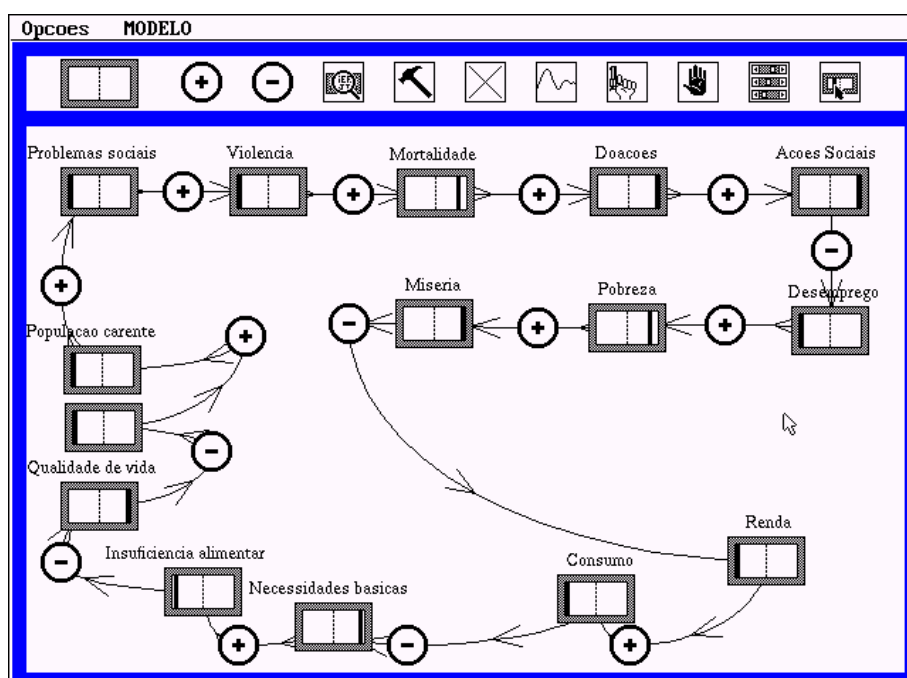 Opcoes MODELO
Problemas sociais Violencia Mortalidade Doacoes Acoes Sociais
Miseria Pobreza Desemprego
Populacao carente
Qualidade de vida
Renda
Insuficiencia alimentar Consumo
Necessidades basicas